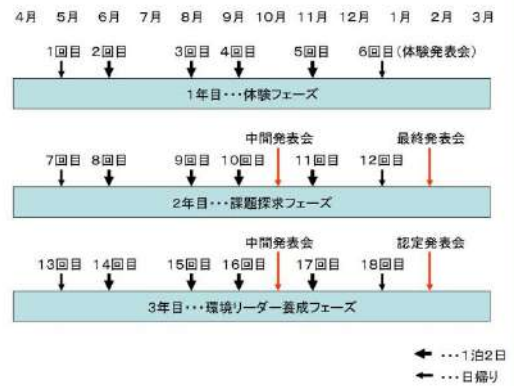 4月 5月 6月 7月 8月 9月 10月 11月 12月 1月 2月 3月
1回目 2回目 3回目 4回目 5回目 6回目(体験発表会)
1年目・・・体験フェーズ
中間発表会 最終発表会
7回目 8回目 9回目 10回目 11回目 12回目
2年目・・・課題探求フェーズ
中間発表会 認定発表会
13回目 14回目 15回目 16回目 17回目 18回目
3年目・・・環境リーダー養成フェーズ
・・・1泊2日
・・・日帰り